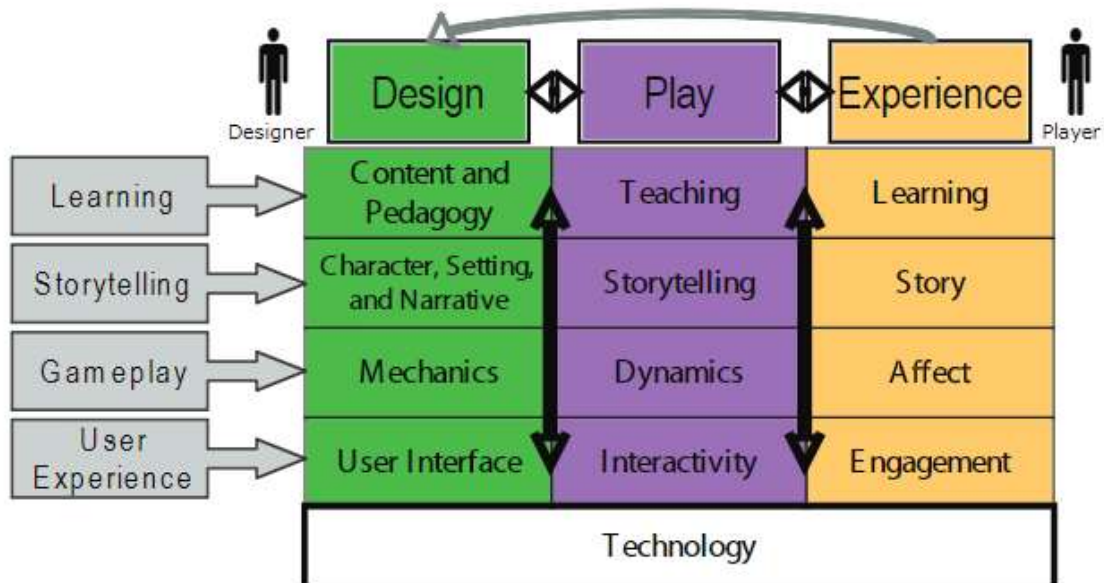 Design
Play
Experience
Designer
Player
Learning
Content and
Pedagogy
Teaching
Learning
Storytelling
Character, Setting,
and Narrative
Storytelling
Story
Gameplay
Mechanics
Dynamics
Affect
User
Experience
User Interface
Interactivity
Engagement
Technology